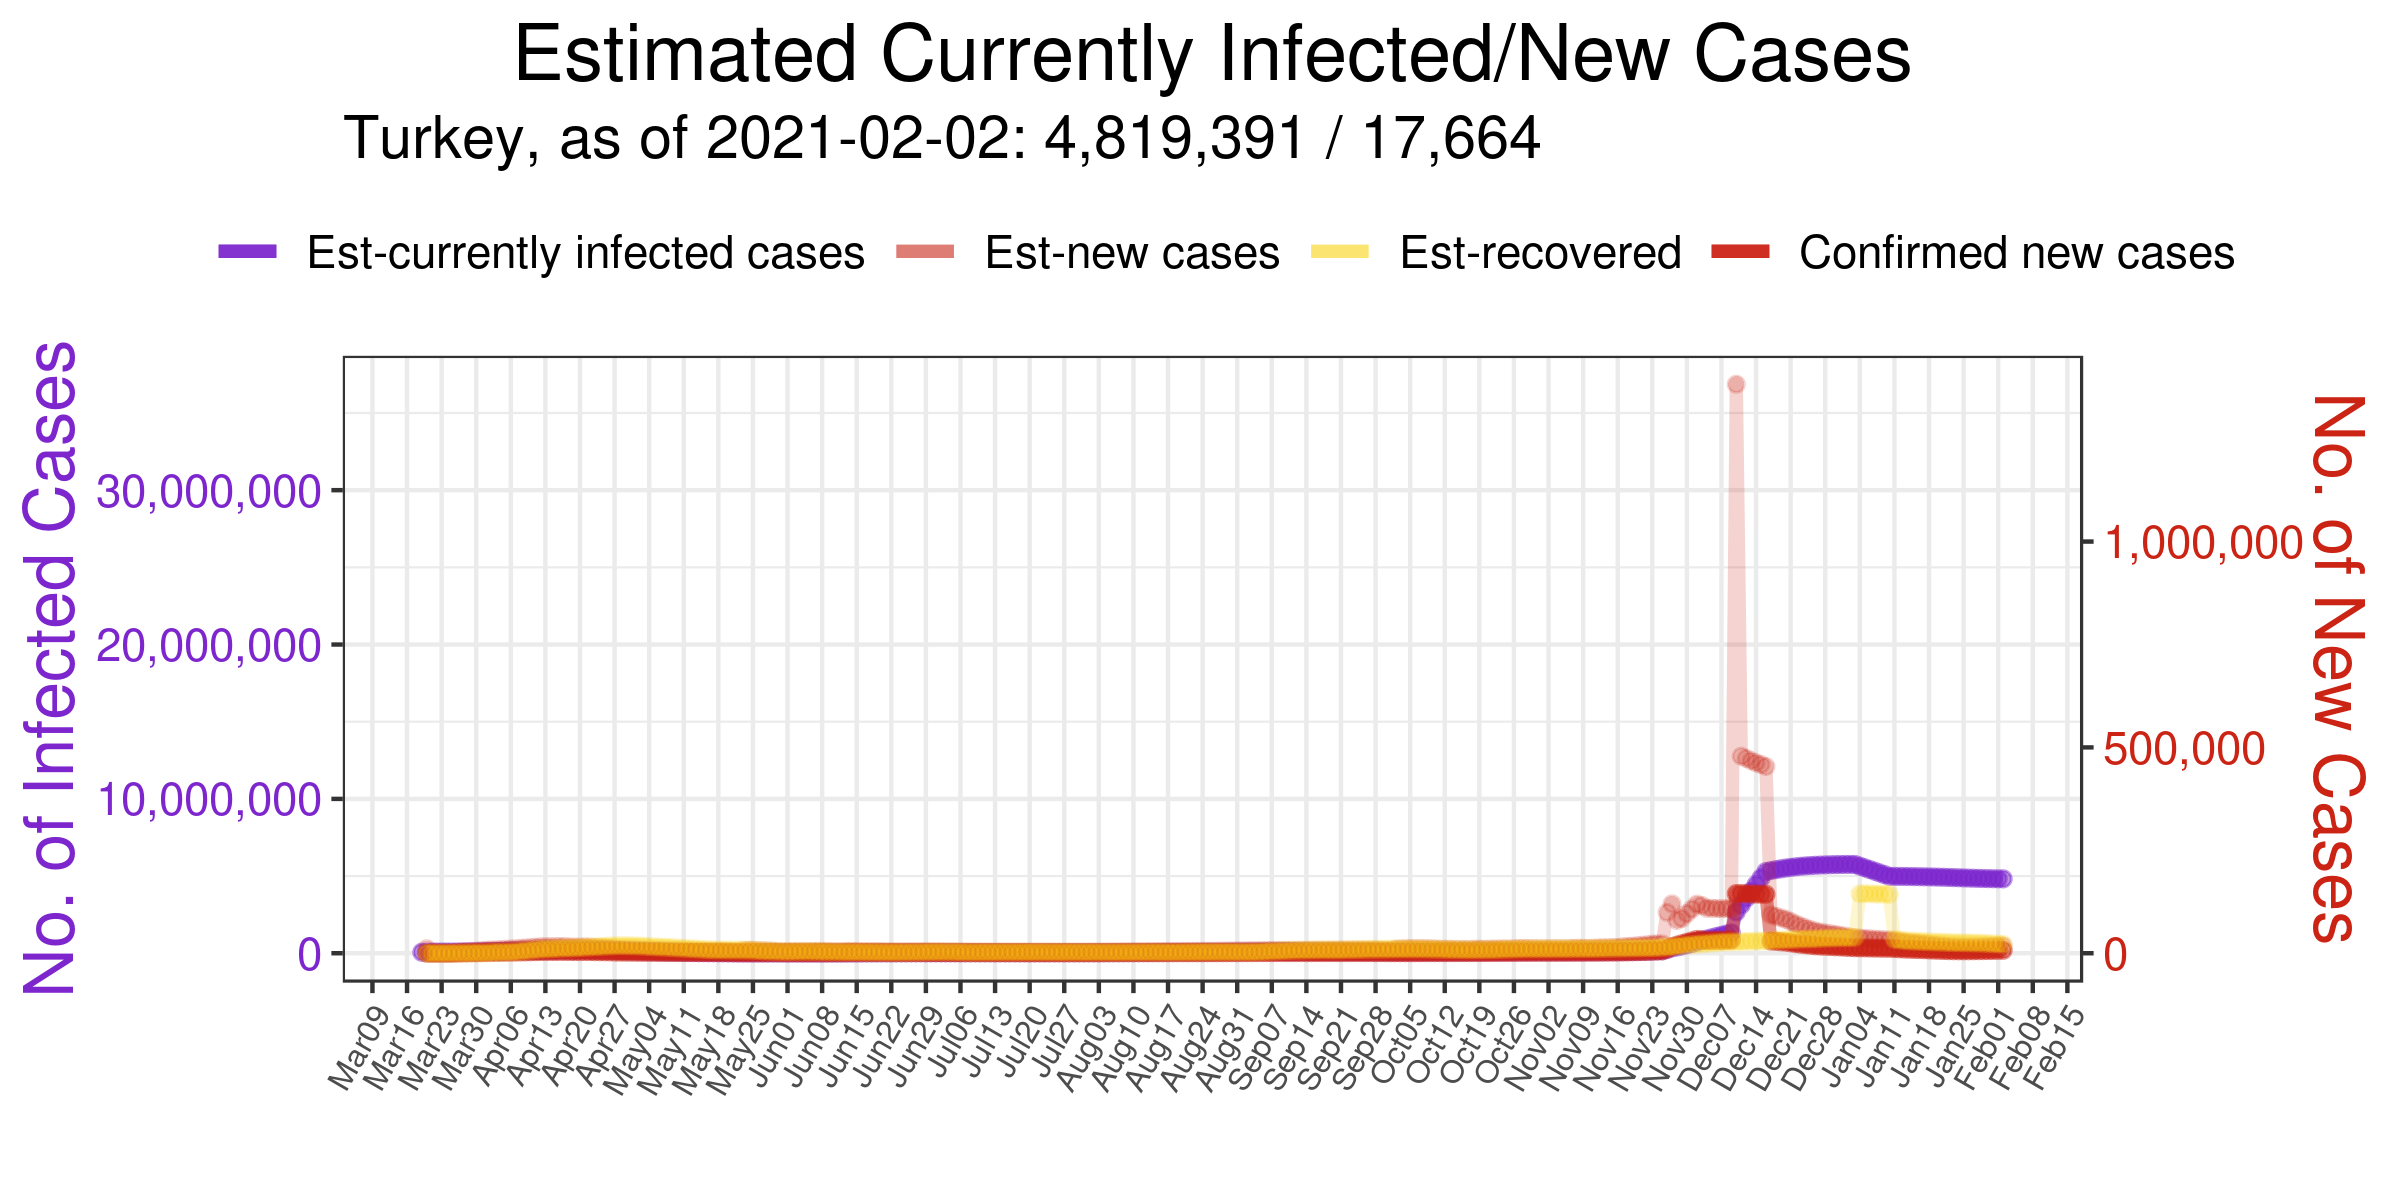 Estimated Currently Infected/New Cases
Turkey, as of 2021-02-02: 4,819,391 / 17,664
Est-currently infected cases
Est-new cases
Est-recovered
Confirmed new cases
No. of Infected Cases
30,000,000
20,000,000
10,000,000
0
1,000,000
500,000
0
No. of New Cases
Mar09
Mar16
Mar23
Mar30
Apr06
Apr13
Apr20
Apr27
May04
May11
May18
May25
Jun01
Jun08
Jun15
Jun22
Jun29
Jul06
Jul13
Jul20
Jul27
Aug03
Aug10
Aug17
Aug24
Aug31
Sep07
Sep14
Sep21
Sep28
Oct05
Oct12
Oct19
Oct26
Nov02
Nov09
Nov16
Nov23
Nov30
Dec07
Dec14
Dec21
Dec28
Jan04
Jan11
Jan18
Jan25
Feb01
Feb08
Feb15